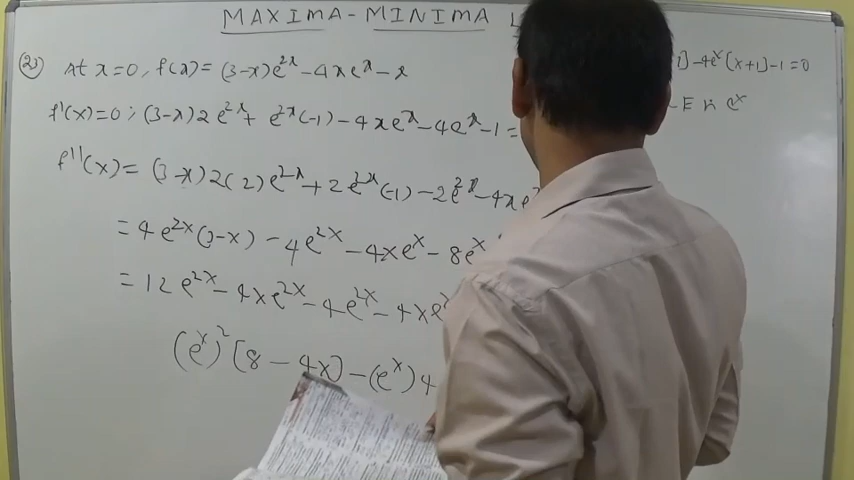 MAXIMA-MINIMA L
23) At x=0, f(x) = (3-x)e^{2x} - 4xe^x - x
] - 4e^x [x+1] - 1 = 0
f'(x)=0; (3-x)2e^{2x} + e^{2x}(-1) - 4xe^x - 4e^x - 1 =
E in e^x
f''(x) = (3-x)2(2)e^{2x} + 2e^{2x}(-1) - 2e^{2x} - 4xe
= 4e^{2x}(3-x) - 4e^{2x} - 4xe^x - 8e^x
= 12e^{2x} - 4xe^{2x} - 4e^{2x} - 4xe
(e^x)^2 [8 - 4x] - (e^x) 4